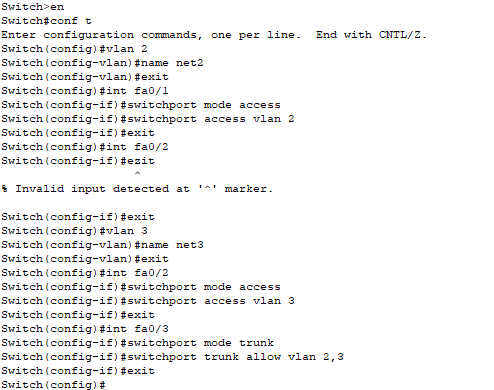 Switch>en
Switch#conf t
Enter configuration commands, one per line.  End with CNTL/Z.
Switch(config)#vlan 2
Switch(config-vlan)#name net2
Switch(config-vlan)#exit
Switch(config)#int fa0/1
Switch(config-if)#switchport mode access
Switch(config-if)#switchport access vlan 2
Switch(config-if)#exit
Switch(config)#int fa0/2
Switch(config-if)#ezit
^
% Invalid input detected at '^' marker.
Switch(config-if)#exit
Switch(config)#vlan 3
Switch(config-vlan)#name net3
Switch(config-vlan)#exit
Switch(config)#int fa0/2
Switch(config-if)#switchport mode access
Switch(config-if)#switchport access vlan 3
Switch(config-if)#exit
Switch(config)#int fa0/3
Switch(config-if)#switchport mode trunk
Switch(config-if)#switchport trunk allow vlan 2,3
Switch(config-if)#exit
Switch(config)#